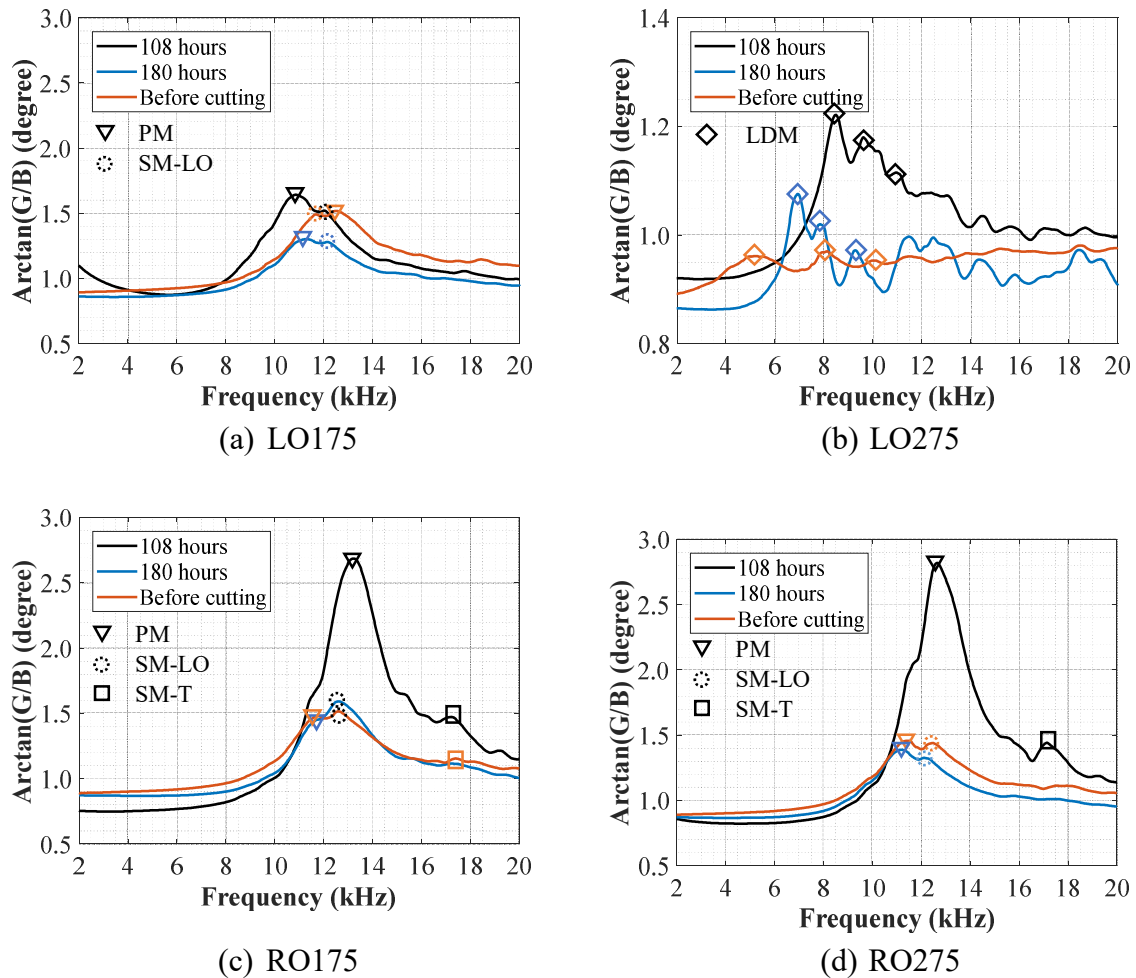 3.0
2.5
2.0
1.5
1.0
0.5
Arctan(G/B) (degree)
108 hours
180 hours
Before cutting
PM
SM-LO
2 4 6 8 10 12 14 16 18 20
Frequency (kHz)
(a) LO175
1.4
1.2
1.0
0.8
Arctan(G/B) (degree)
108 hours
180 hours
Before cutting
LDM
2 4 6 8 10 12 14 16 18 20
Frequency (kHz)
(b) LO275
3.0
2.5
2.0
1.5
1.0
0.5
Arctan(G/B) (degree)
108 hours
180 hours
Before cutting
PM
SM-LO
SM-T
2 4 6 8 10 12 14 16 18 20
Frequency (kHz)
(c) RO175
3.0
2.5
2.0
1.5
1.0
0.5
Arctan(G/B) (degree)
108 hours
180 hours
Before cutting
PM
SM-LO
SM-T
2 4 6 8 10 12 14 16 18 20
Frequency (kHz)
(d) RO275